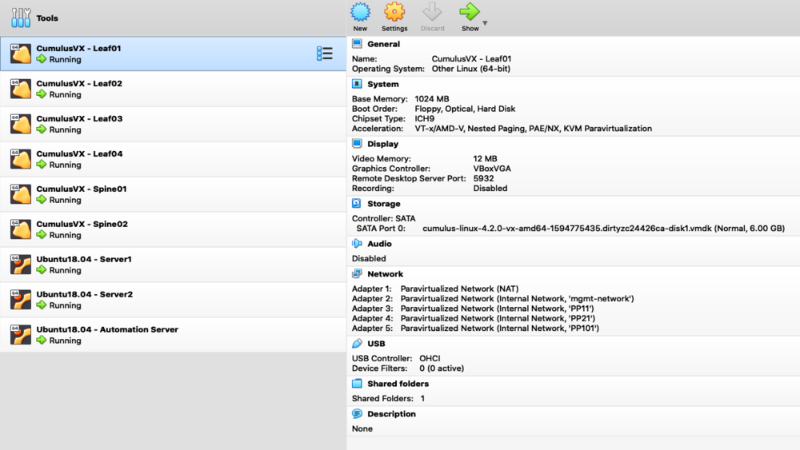 Tools
CumulusVX - Leaf01
Running
CumulusVX - Leaf02
Running
CumulusVX - Leaf03
Running
CumulusVX - Leaf04
Running
CumulusVX - Spine01
Running
CumulusVX - Spine02
Running
Ubuntu18.04 - Server1
Running
Ubuntu18.04 - Server2
Running
Ubuntu18.04 - Automation Server
Running
New Settings Discard Show
General
Name: CumulusVX - Leaf01
Operating System: Other Linux (64-bit)
System
Base Memory: 1024 MB
Boot Order: Floppy, Optical, Hard Disk
Chipset Type: ICH9
Acceleration: VT-x/AMD-V, Nested Paging, PAE/NX, KVM Paravirtualization
Display
Video Memory: 12 MB
Graphics Controller: VBoxVGA
Remote Desktop Server Port: 5932
Recording: Disabled
Storage
Controller: SATA
SATA Port 0: cumulus-linux-4.2.0-vx-amd64-1594775435.dirtyzc24426ca-disk1.vmdk (Normal, 6.00 GB)
Audio
Disabled
Network
Adapter 1: Paravirtualized Network (NAT)
Adapter 2: Paravirtualized Network (Internal Network, 'mgmt-network')
Adapter 3: Paravirtualized Network (Internal Network, 'PP11')
Adapter 4: Paravirtualized Network (Internal Network, 'PP21')
Adapter 5: Paravirtualized Network (Internal Network, 'PP101')
USB
USB Controller: OHCI
Device Filters: 0 (0 active)
Shared folders
Shared Folders: 1
Description
None